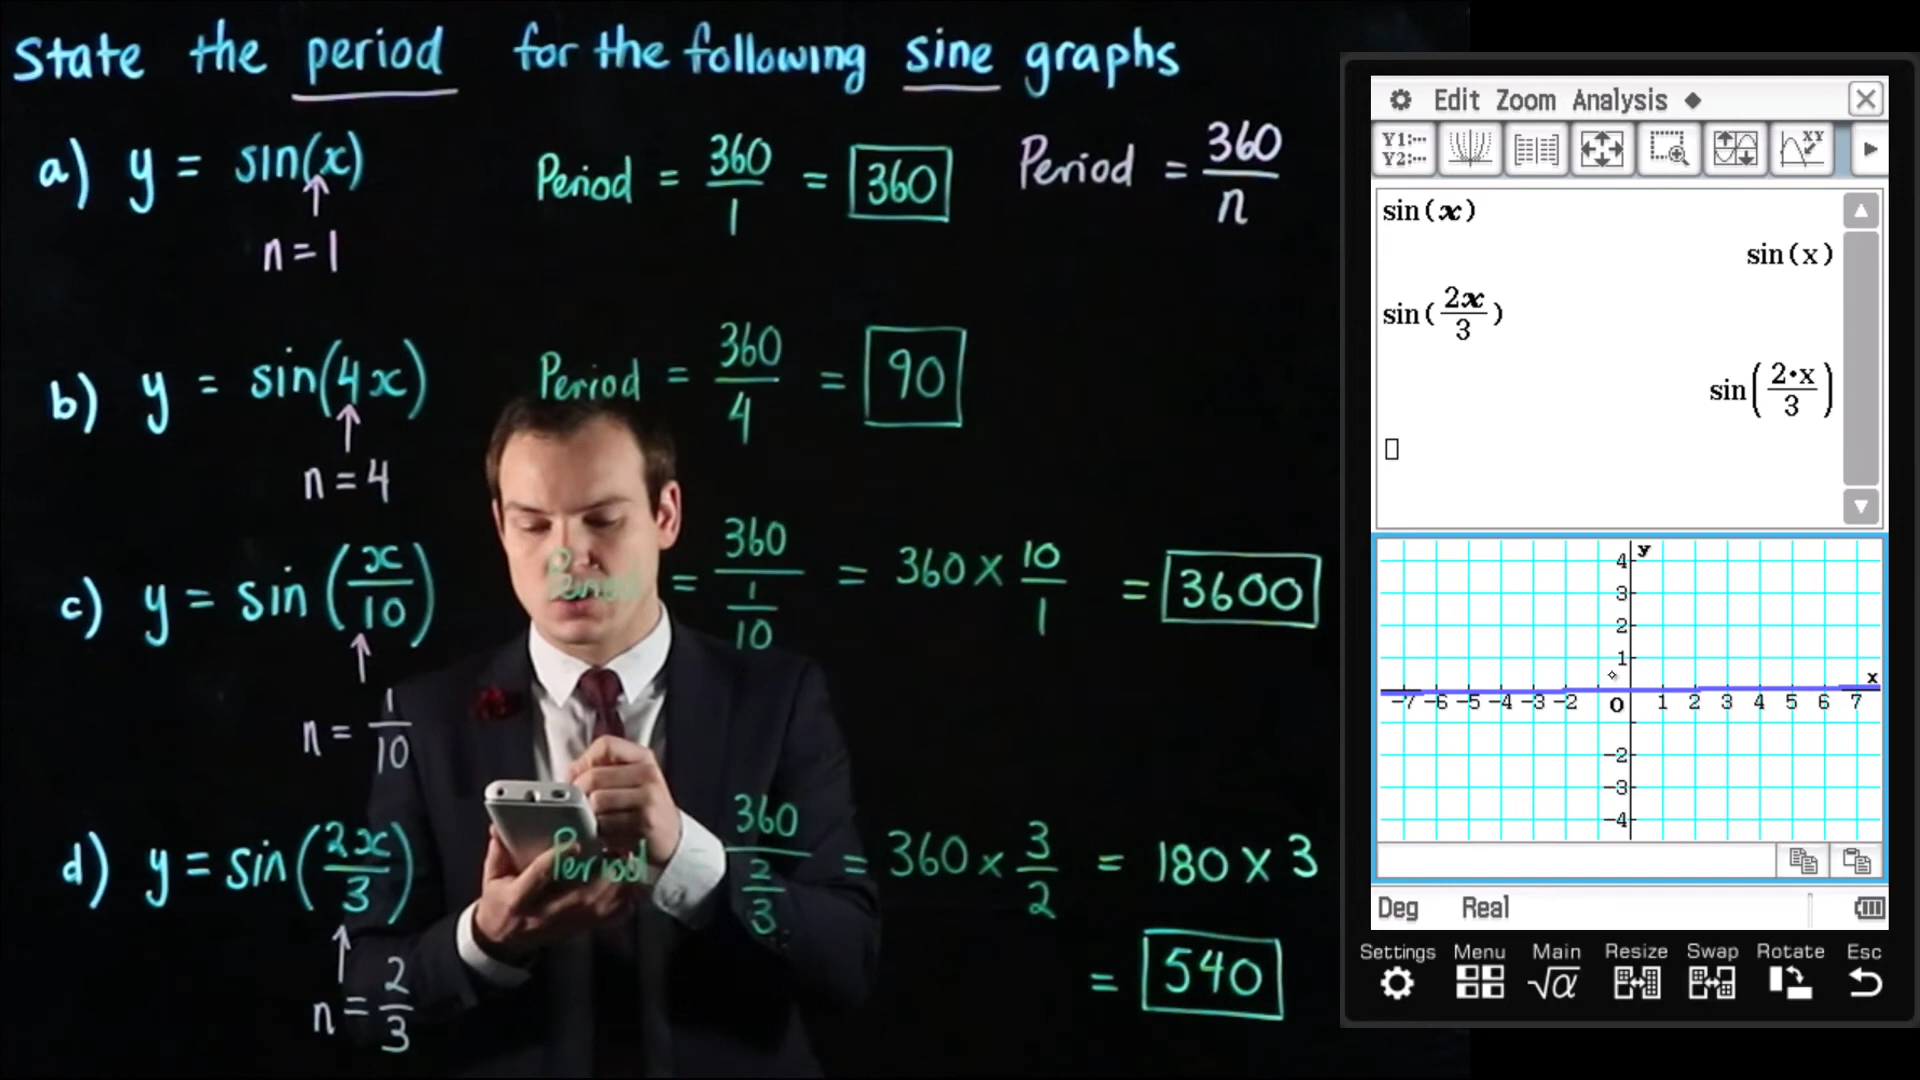 State the period for the following sine graphs
a) y = sin(x)
n = 1
Period = 360/1 = 360
Period = 360/n
b) y = sin(4x)
n = 4
Period = 360/4 = 90
c) y = sin(x/10)
n = 1/10
Period = 360/(1/10) = 360 × 10/1 = 3600
d) y = sin(2x/3)
n = 2/3
Period 360/(2/3) = 360 × 3/2 = 180 × 3
= 540
Edit Zoom Analysis
Y1:···
Y2:···
XY
sin(x)
sin(x)
sin(2x/3)
sin(2•x/3)
y
4
3
2
1
x
-7 -6 -5 -4 -3 -2 0 1 2 3 4 5 6 7
-2
-3
-4
Deg Real
Settings Menu Main Resize Swap Rotate Esc
√α